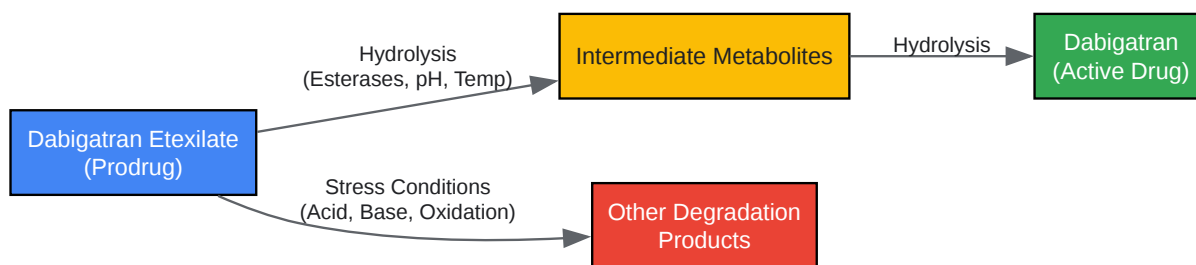 Dabigatran Etexilate
(Prodrug)
Hydrolysis
(Esterases, pH, Temp)
Intermediate Metabolites
Hydrolysis
Dabigatran
(Active Drug)
Stress Conditions
(Acid, Base, Oxidation)
Other Degradation
Products